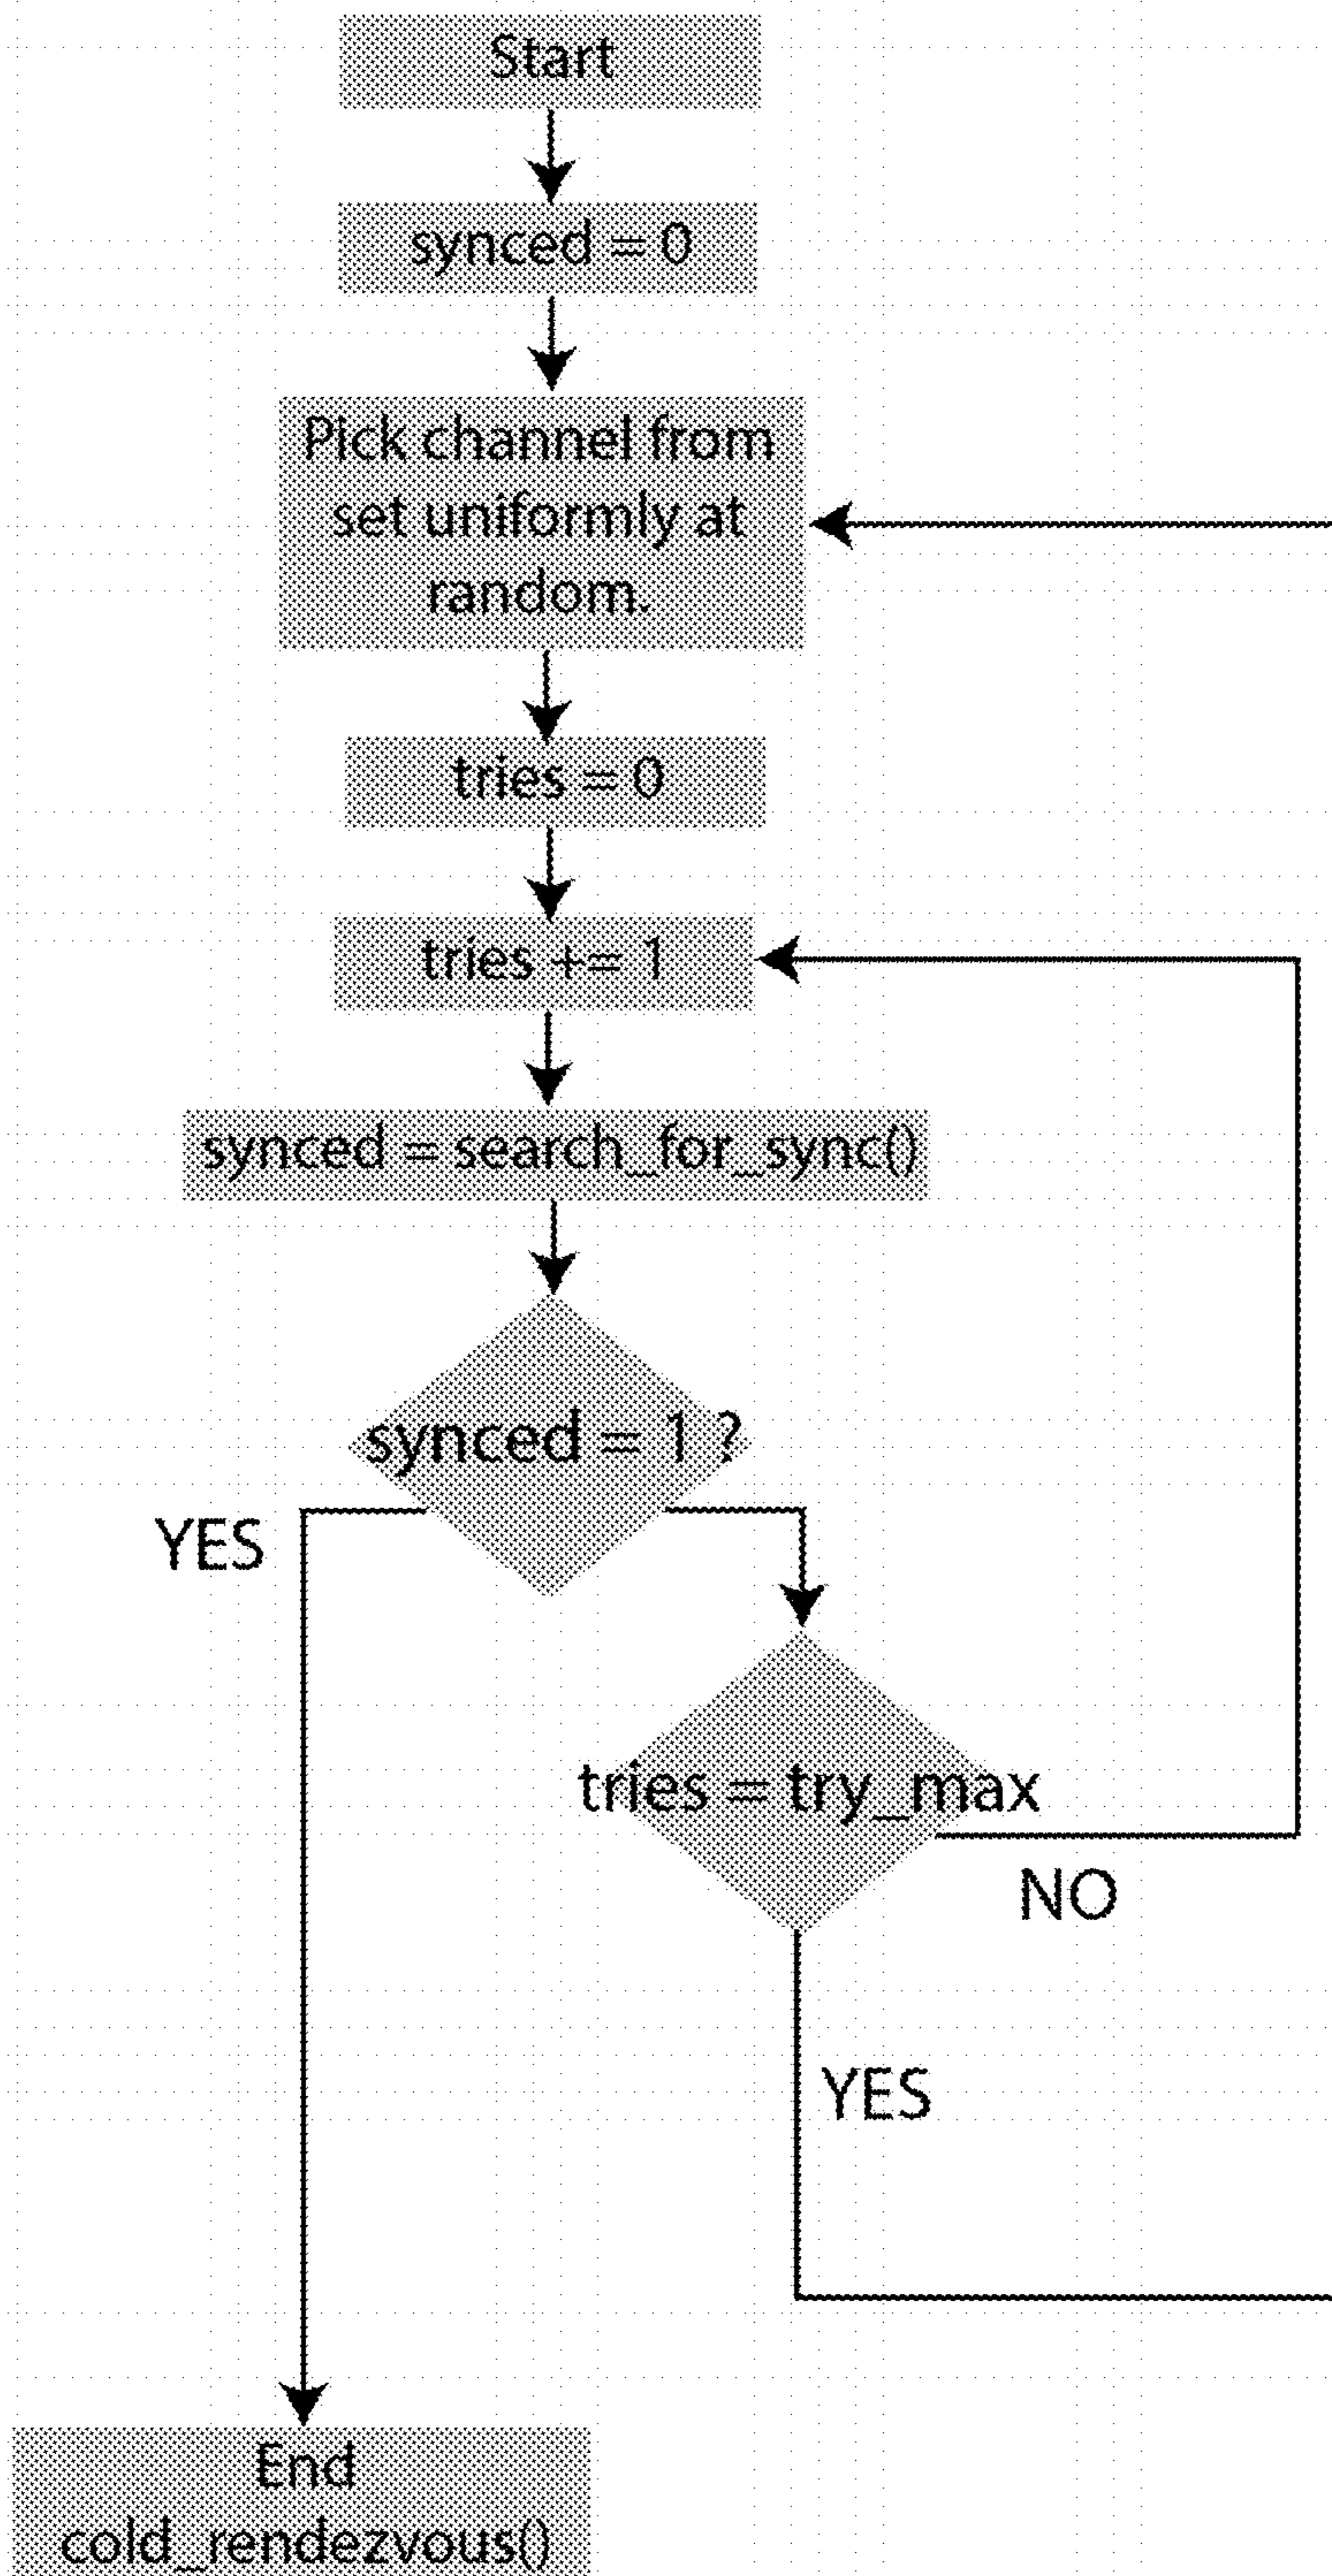 Start
synced = 0
Pick channel from
set uniformly at
random.
tries = 0
tries += 1
synced = search_for_sync()
synced = 1 ?
YES
tries = try_max
NO
YES
End
cold_rendezvous()